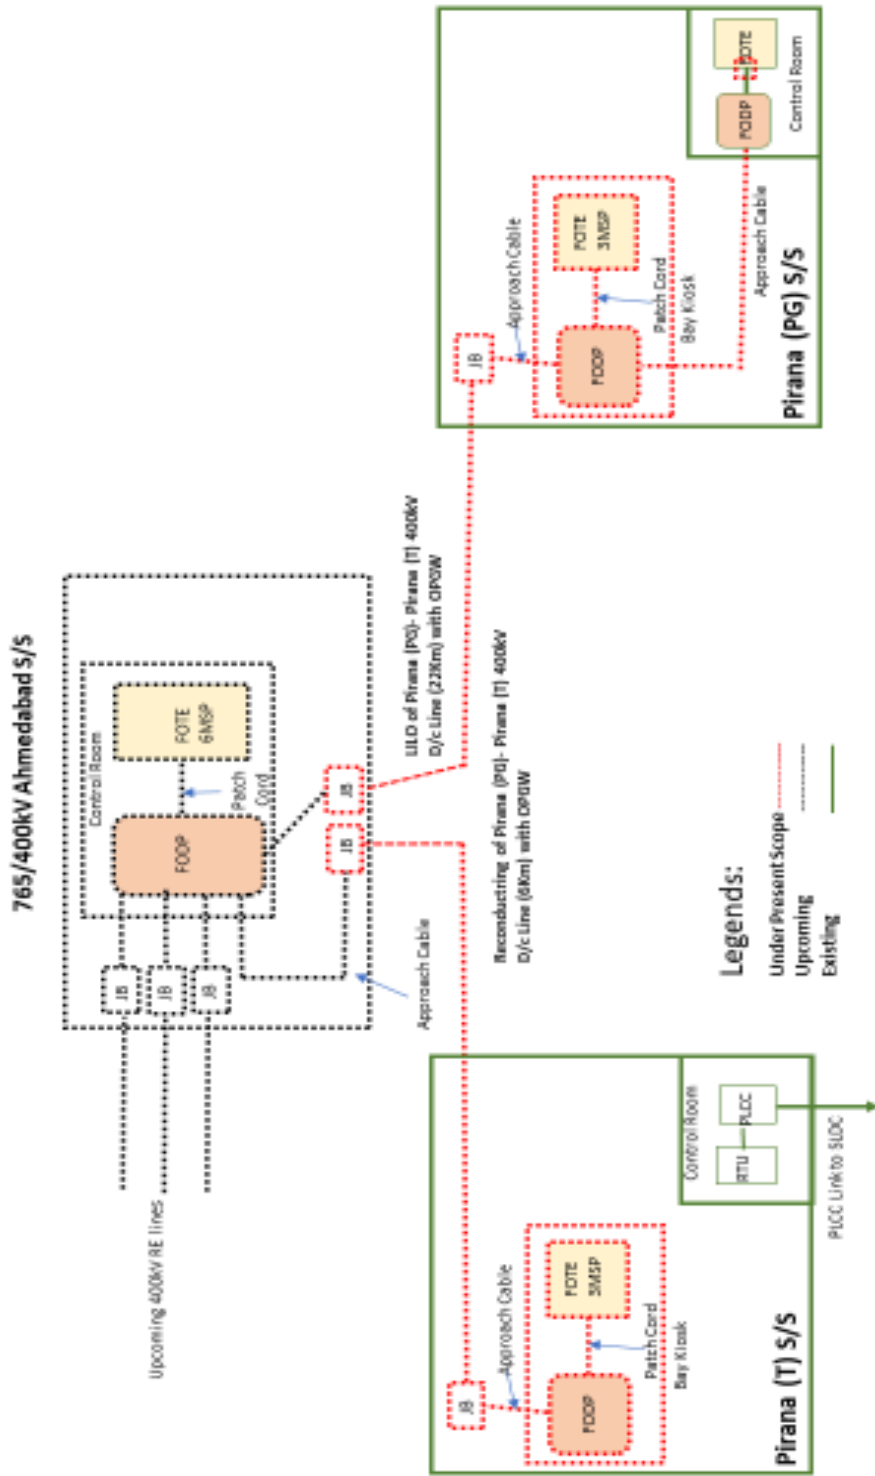 765/400kV Ahmedabad S/S
Control Room
FODP
FOTE
6MSP
Patch
Cord
JB
JB
JB
JB
JB
Upcoming 400kV RE lines
Approach Cable
LILO of Pirana (PG)- Pirana (T) 400kV
D/c Line (22Km) with OPGW
Reconductring of Pirana (PG)- Pirana (T) 400kV
D/c Line (6Km) with OPGW
JB
Approach Cable
FODP
FOTE
3MSP
Patch Cord
Bay Kiosk
Control Room
RTU
PLCC
PLCC Link to SLDC
Pirana (T) S/S
Legends:
Under Present Scope
Upcoming
Existing
JB
Approach Cable
FODP
FOTE
3MSP
Patch Cord
Bay Kiosk
Approach Cable
FODP
FOTE
Control Room
Pirana (PG) S/S